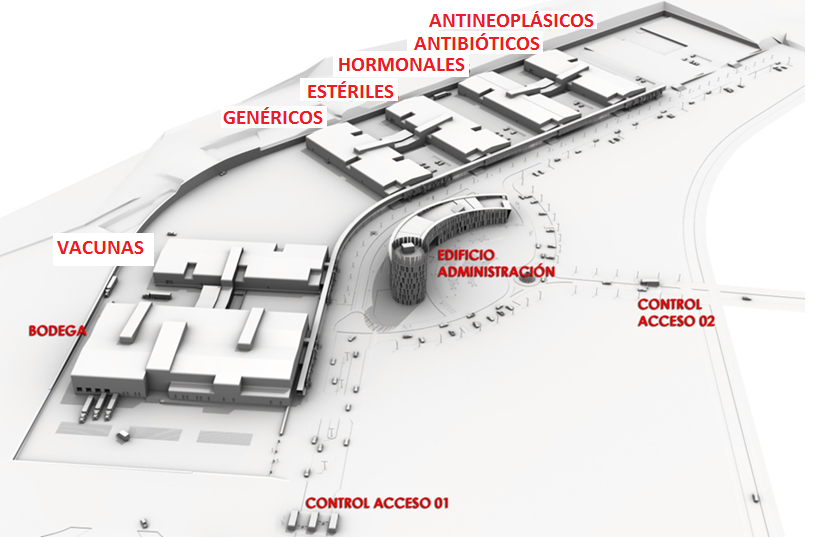 ANTINEOPLÁSICOS
ANTIBIÓTICOS
HORMONALES
ESTÉRILES
GENÉRICOS
VACUNAS
EDIFICIO
ADMINISTRACIÓN
CONTROL
ACCESO 02
BODEGA
CONTROL ACCESO 01